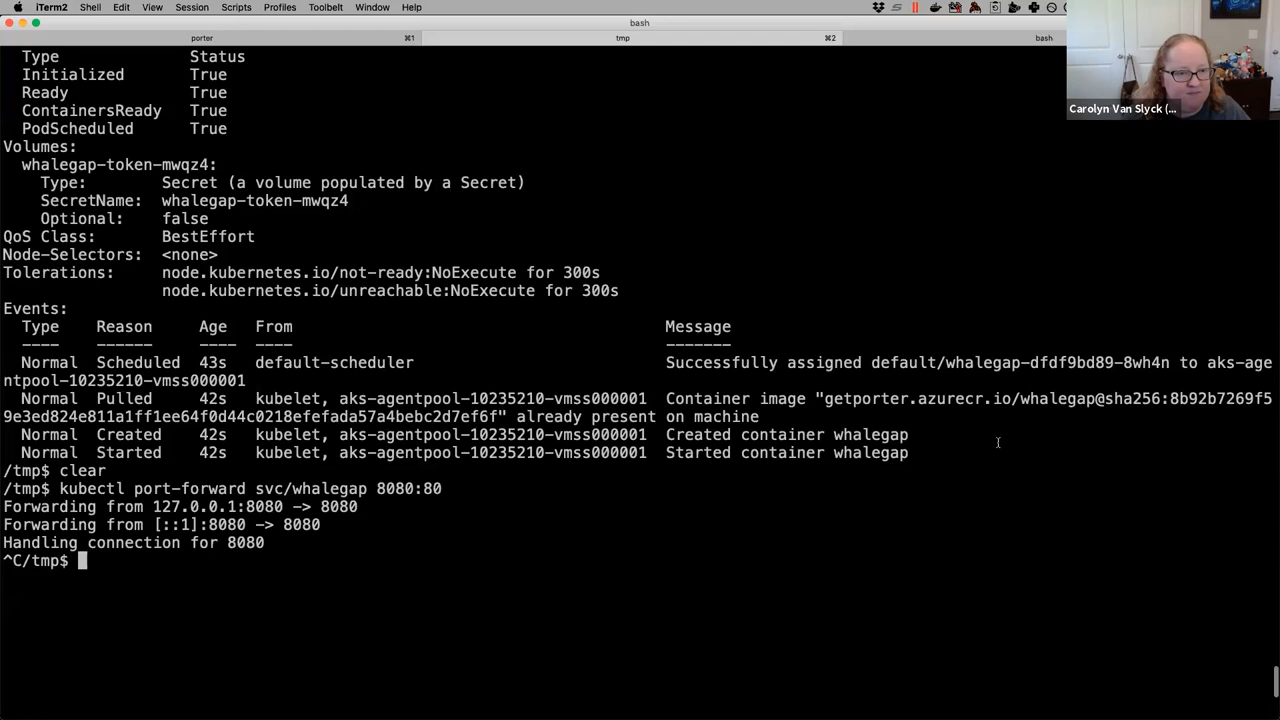 iTerm2 Shell Edit View Session Scripts Profiles Toolbelt Window Help
bash
porter ⌘1 tmp ⌘2 bash
Carolyn Van Slyck (...
Type Status
Initialized True
Ready True
ContainersReady True
PodScheduled True
Volumes:
whalegap-token-mwqz4:
Type: Secret (a volume populated by a Secret)
SecretName: whalegap-token-mwqz4
Optional: false
QoS Class: BestEffort
Node-Selectors: <none>
Tolerations: node.kubernetes.io/not-ready:NoExecute for 300s
node.kubernetes.io/unreachable:NoExecute for 300s
Events:
Type Reason Age From Message
---- ------ ---- ---- -------
Normal Scheduled 43s default-scheduler Successfully assigned default/whalegap-dfdf9bd89-8wh4n to aks-age
ntpool-10235210-vmss000001
Normal Pulled 42s kubelet, aks-agentpool-10235210-vmss000001 Container image "getporter.azurecr.io/whalegap@sha256:8b92b7269f5
9e3ed824e811a1ff1ee64f0d44c0218efefada57a4bebc2d7ef6f" already present on machine
Normal Created 42s kubelet, aks-agentpool-10235210-vmss000001 Created container whalegap
Normal Started 42s kubelet, aks-agentpool-10235210-vmss000001 Started container whalegap
/tmp$ clear
/tmp$ kubectl port-forward svc/whalegap 8080:80
Forwarding from 127.0.0.1:8080 -> 8080
Forwarding from [::1]:8080 -> 8080
Handling connection for 8080
^C/tmp$